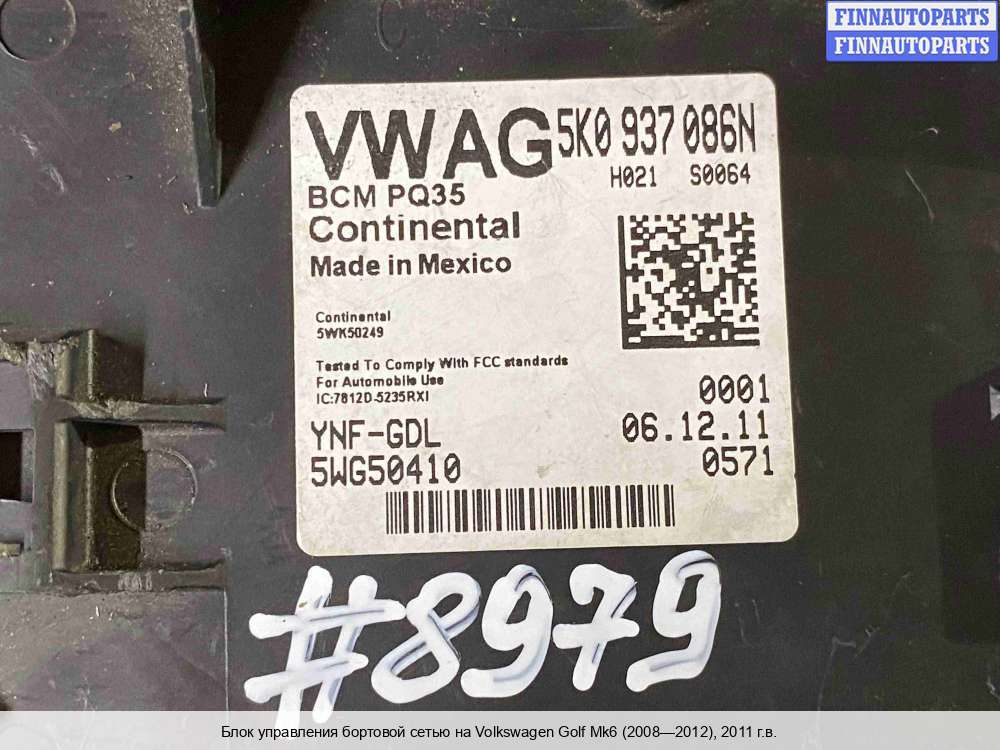 FINNAUTOPARTS
FINNAUTOPARTS
VWAG 5K0 937 086N
H021 S0064
BCM PQ35
Continental
Made in Mexico
Continental
5WK50249
Tested To Comply With FCC standards
For Automobile Use
IC:7812D-5235RXI
0001
YNF-GDL 06.12.11
5WG50410 0571
#8979
Блок управления бортовой сетью на Volkswagen Golf Mk6 (2008—2012), 2011 г.в.